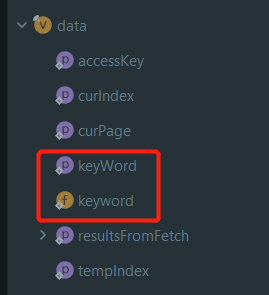 data
accessKey
curIndex
curPage
keyWord
keyword
resultsFromFetch
tempIndex